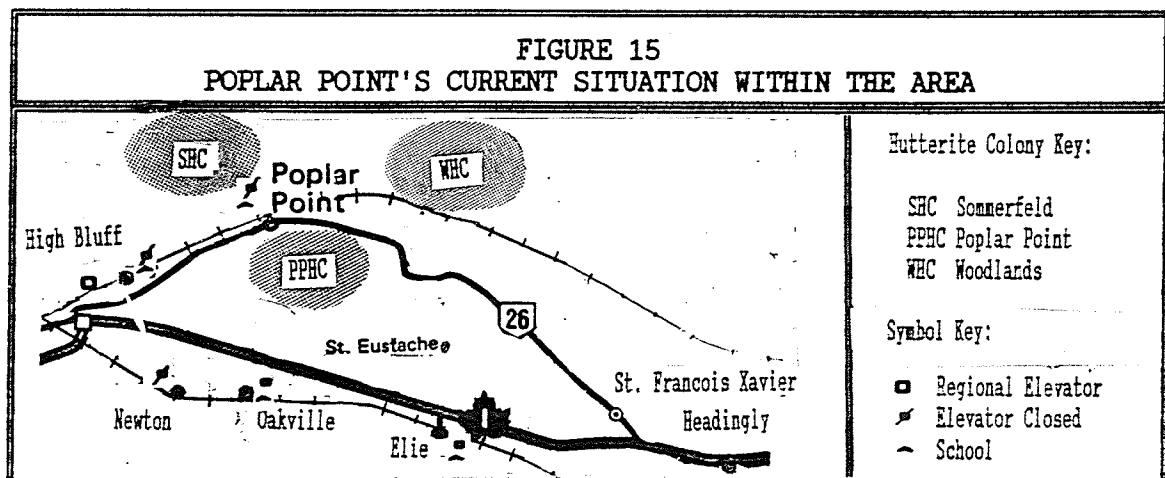 FIGURE 15
POPLAR POINT'S CURRENT SITUATION WITHIN THE AREA
SHC
Poplar
Point
WHC
High Bluff
PPHC
26
St. Eustache
St. Francois Xavier
Newton
Oakville
Headingly
Elie
1
Hutterite Colony Key:
SHC Sommerfeld
PPHC Poplar Point
WHC Woodlands
Symbol Key:
Regional Elevator
Elevator Closed
School